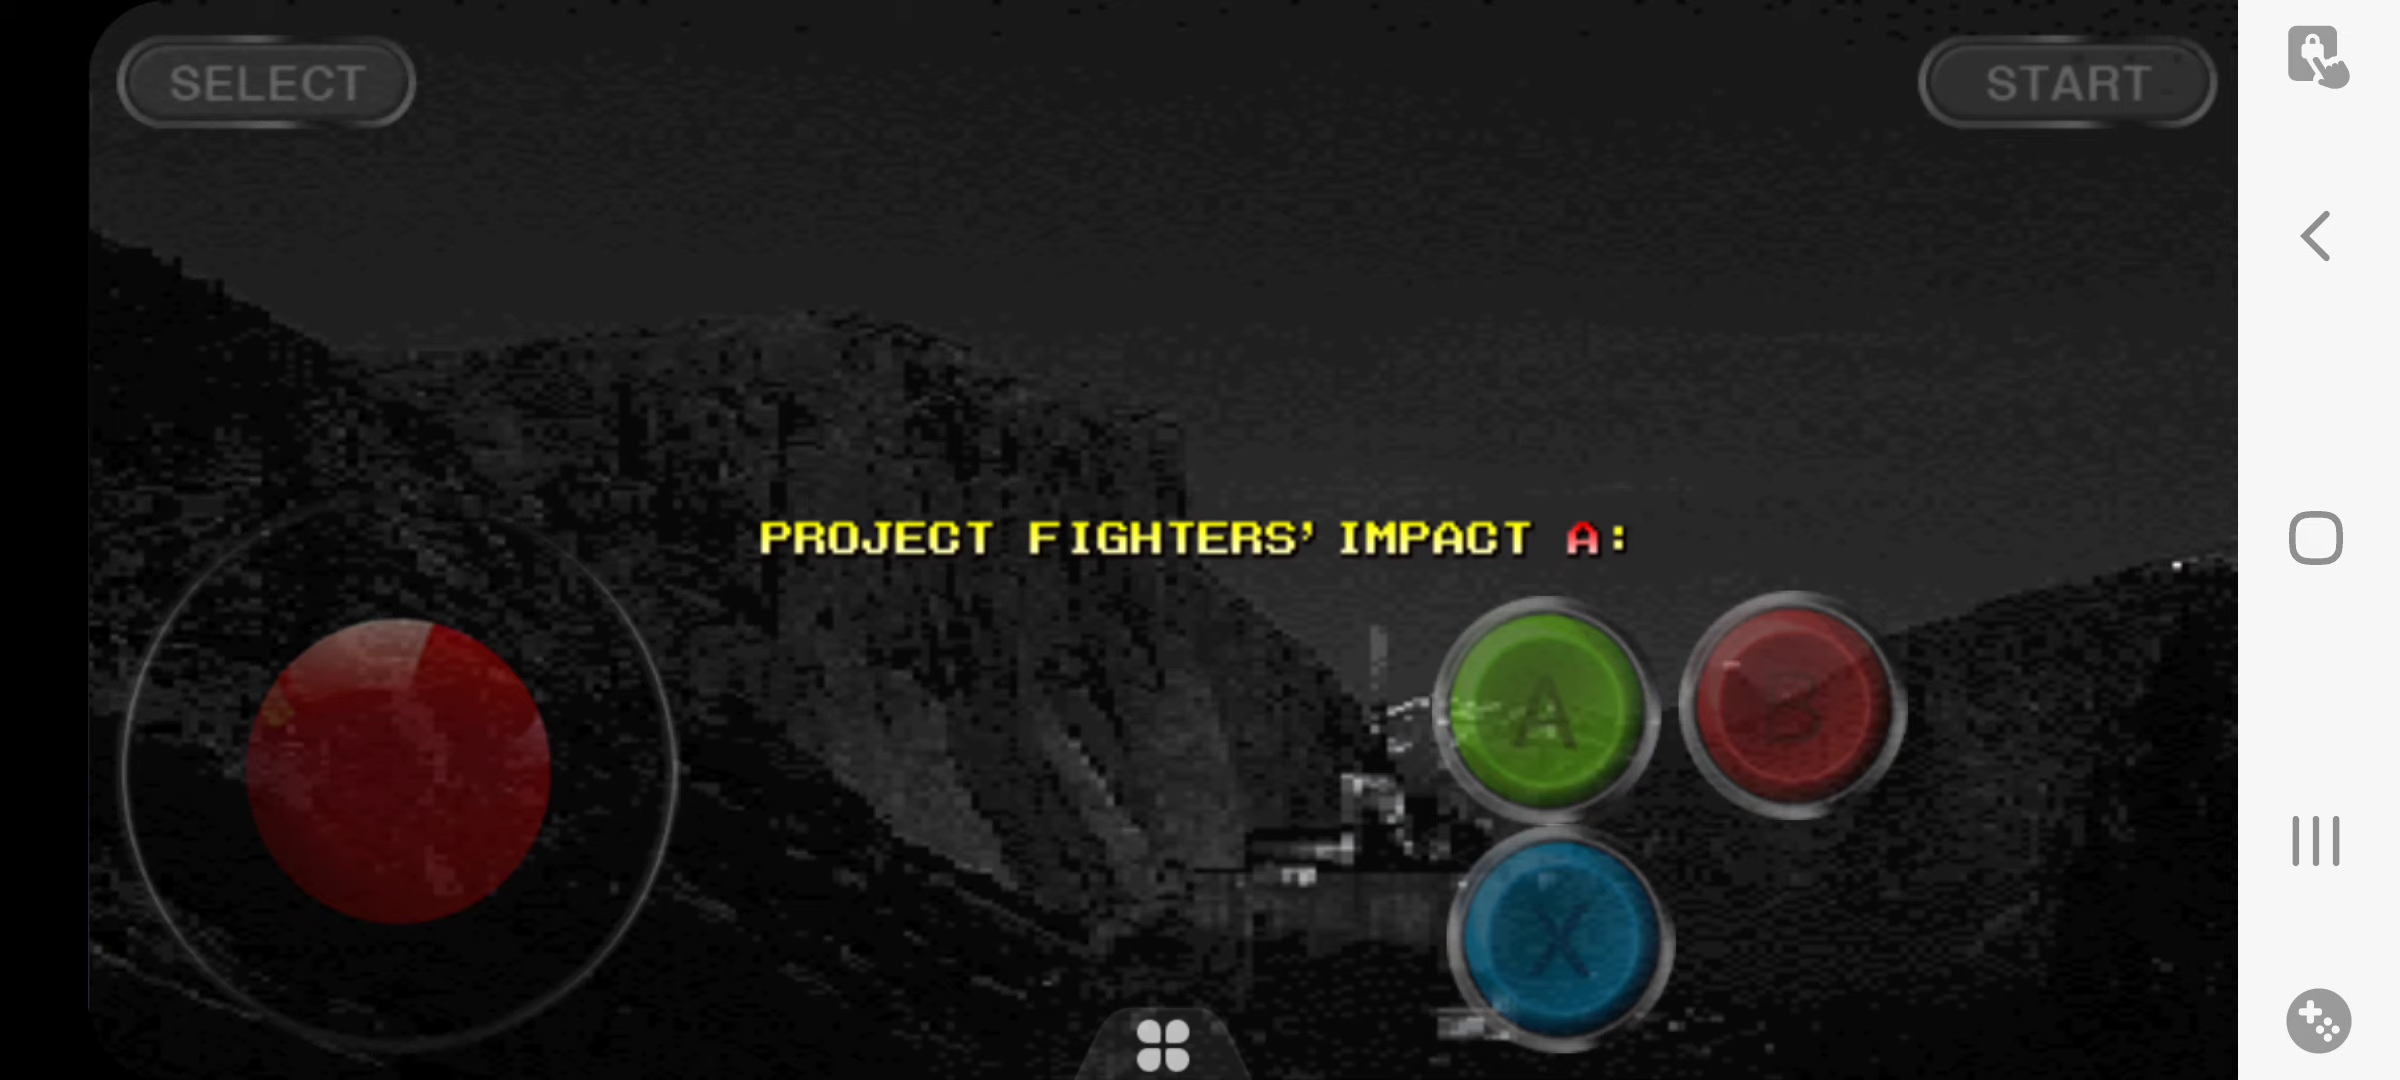 SELECT
START
PROJECT FIGHTERS' IMPACT A:
A
B
X